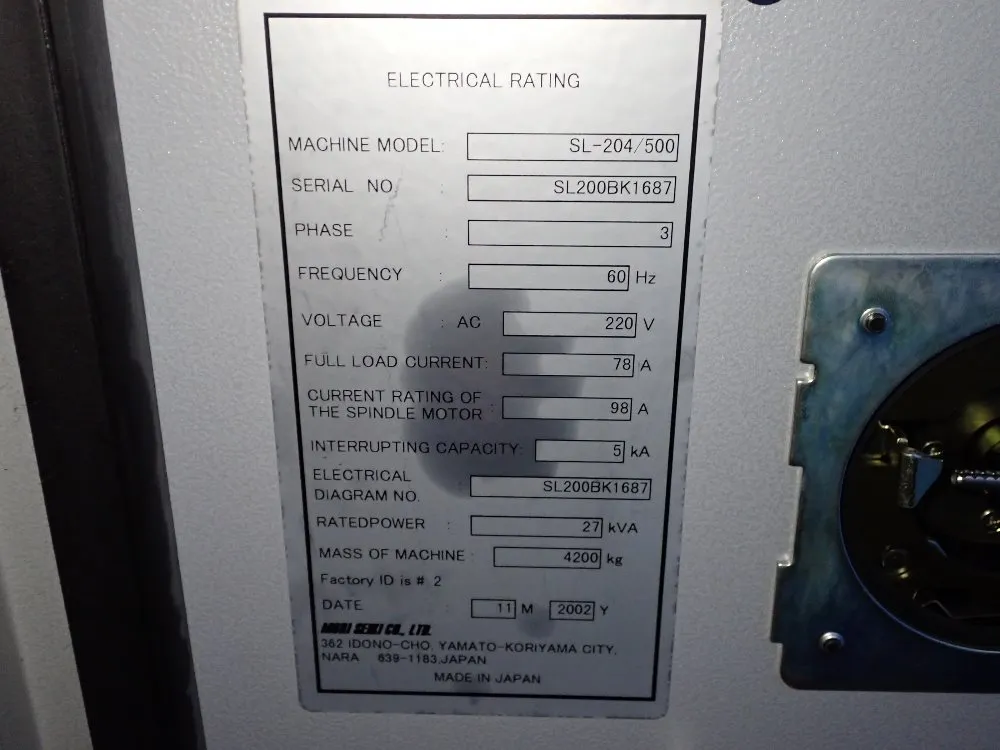 ELECTRICAL RATING
MACHINE MODEL: SL-204/500
SERIAL NO. SL200BK1687
PHASE : 3
FREQUENCY : 60 Hz
VOLTAGE : AC 220 V
FULL LOAD CURRENT: 78 A
CURRENT RATING OF
THE SPINDLE MOTOR : 98 A
INTERRUPTING CAPACITY: 5 kA
ELECTRICAL
DIAGRAM NO. SL200BK1687
RATEDPOWER : 27 kVA
MASS OF MACHINE : 4200 kg
Factory ID is # 2
DATE : 11 M 2002 Y
MORI SEIKI CO., LTD.
362 IDONO-CHO, YAMATO-KORIYAMA CITY,
NARA 639-1183,JAPAN
MADE IN JAPAN